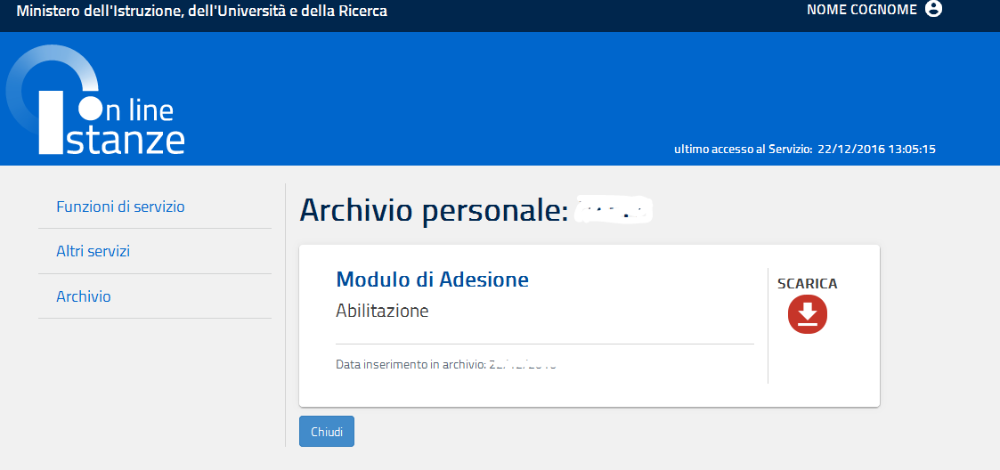 Ministero dell'Istruzione, dell'Università e della Ricerca
NOME COGNOME
On line
Istanze
ultimo accesso al Servizio: 22/12/2016 13:05:15
Funzioni di servizio
Altri servizi
Archivio
Archivio personale:
Modulo di Adesione
Abilitazione
Data inserimento in archivio:
SCARICA
Chiudi